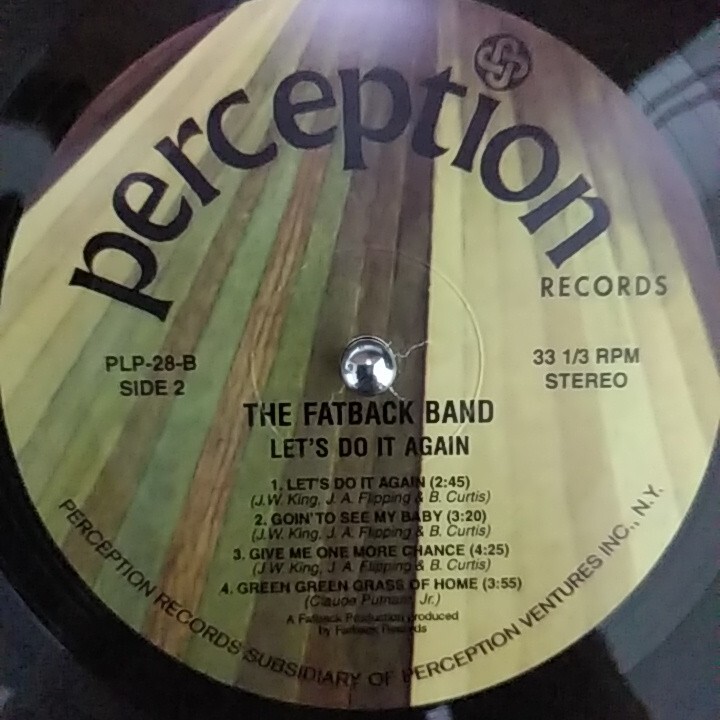 perception
RECORDS
PLP-28-B
SIDE 2
33 1/3 RPM
STEREO
THE FATBACK BAND
LET'S DO IT AGAIN
1. LET'S DO IT AGAIN (2:45)
(J.W. King, J. A. Flipping & B. Curtis)
2. GOIN' TO SEE MY BABY (3:20)
(J.W. King, J. A. Flipping & B. Curtis)
3. GIVE ME ONE MORE CHANCE (4:25)
(J.W. King, J. A. Flipping & B. Curtis)
4. GREEN GREEN GRASS OF HOME (3:55)
(Claude Putnam, Jr.)
A Fatback Production produced
by Fatback Records
PERCEPTION RECORDS SUBSIDIARY OF PERCEPTION VENTURES INC., N.Y.